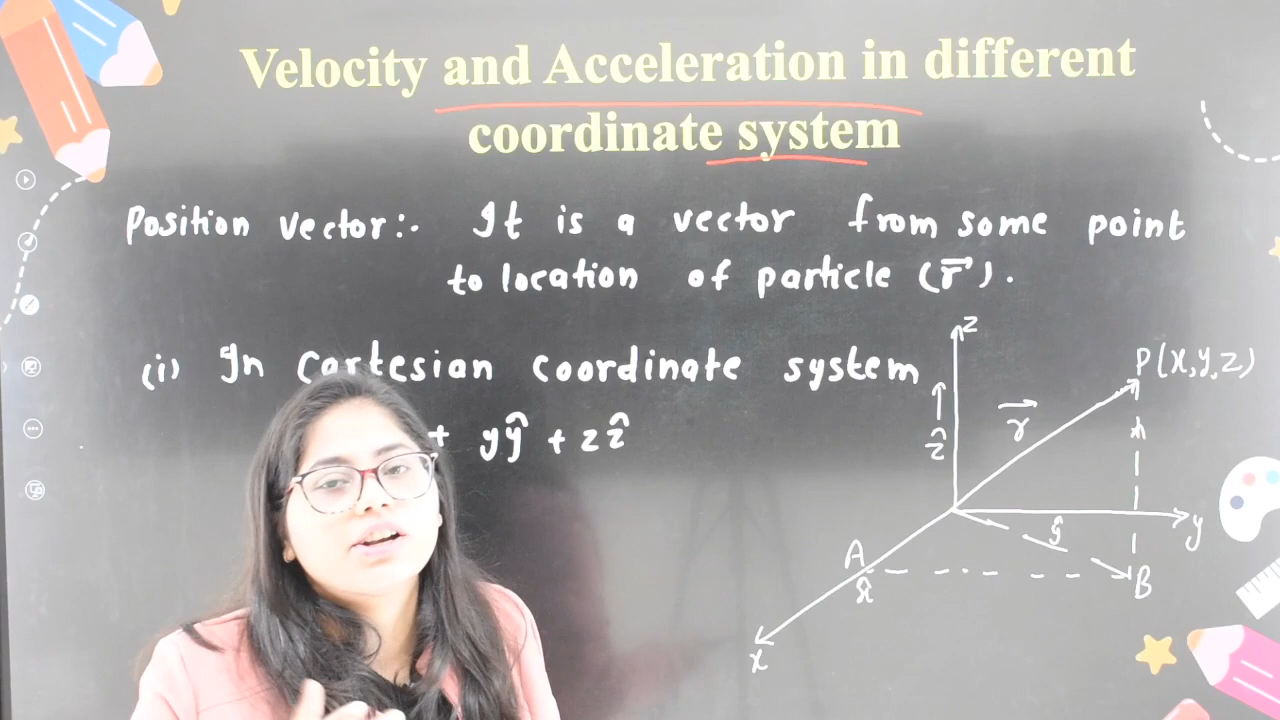 Velocity and Acceleration in different
coordinate system
Position vector:- It is a vector from some point
to location of particle (r⃗).
(i) In Cartesian coordinate system
+ yŷ + zẑ
z
P(x,y,z)
r⃗
ẑ
ŷ
y
A
x̂
B
x